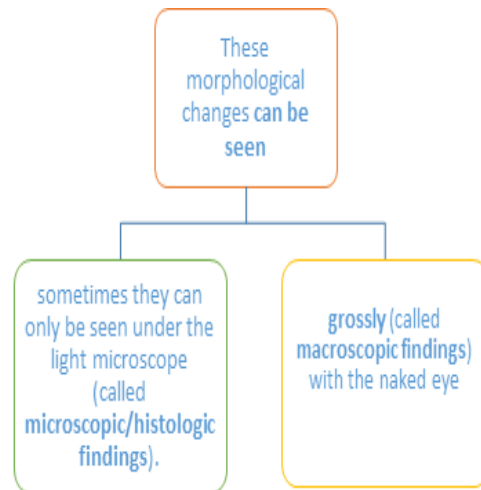 These
morphological
changes can be
seen
sometimes they can
only be seen under the
light microscope
(called
microscopic/histologic
findings).
grossly (called
macroscopic findings)
with the naked eye